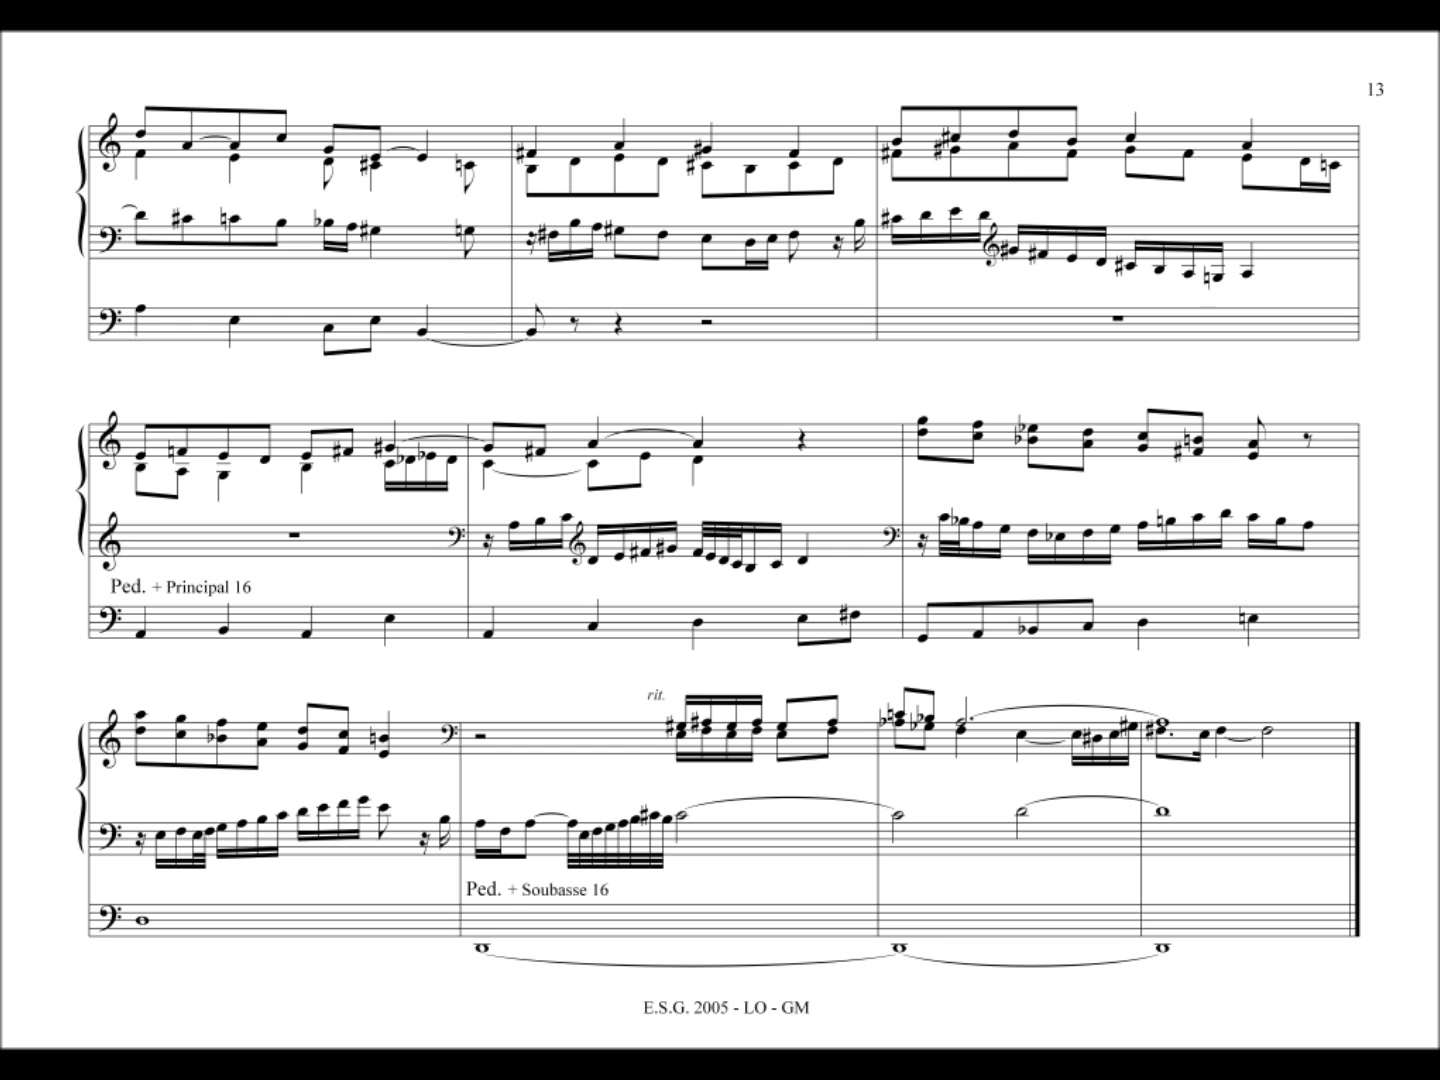 13
Ped. + Principal 16
rit.
Ped. + Soubasse 16
E.S.G. 2005 - LO - GM